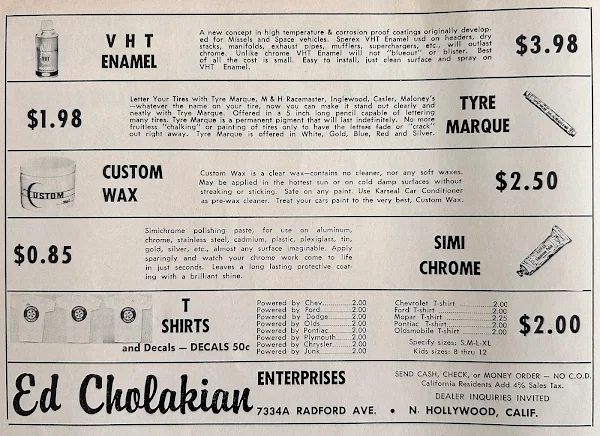 V H T
ENAMEL
A new concept in high temperature & corrosion proof coatings originally develop-
ed for Missels and Space vehicles. Sperex VHT Enamel usd on headers, dry
stacks, manifolds, exhaust pipes, mufflers, superchargers, etc., will outlast
chrome. Unlike chrome VHT Enamel will not "blueout" or blister. Best
of all the cost is small. Easy to install, just clean surface and spray on
VHT Enamel.
$3.98
$1.98
Letter Your Tires with Tyre Marque, M & H Racemaster, Inglewood, Casler, Maloney's
—whatever the name on your tire, now you can make it stand out clearly and
neatly with Trye Marque. Offered in a 5 inch long pencil capable of lettering
many tires. Tyre Marque is a permanent pigment that will last indefinitely. No more
fruitless "chalking" or painting of tires only to have the letters fade or "crack"
out right away. Tyre Marque is offered in White, Gold, Blue, Red and Silver.
TYRE
MARQUE
CUSTOM
CUSTOM
WAX
Custom Wax is a clear wax—contains no cleaner, nor any soft waxes.
May be applied in the hottest sun or on cold damp surfaces without
streaking or sticking. Safe on any paint. Use Karseal Car Conditioner
as pre-wax cleaner. Treat your cars paint to the very best, Custom Wax.
$2.50
$0.85
Simichrome polishing paste, for use on aluminum,
chrome, stainless steel, cadmium, plastic, plexiglass, tin,
gold, silver, etc., almost any surface imaginable. Apply
sparingly and watch your chrome work come to life
in just seconds. Leaves a long lasting protective coat-
ing with a brilliant shine.
SIMI
CHROME
T
SHIRTS
and Decals — DECALS 50c
Powered by Chev. 2.00
Powered by Ford 2.00
Powered by Dodge 2.00
Powered by Olds 2.00
Powered by Pontiac 2.00
Powered by Plymouth 2.00
Powered by Chrysler 2.00
Powered by Junk 2.00
Chevrolet T-shirt 2.00
Ford T-shirt 2.00
Mopar T-shirt 2.25
Pontiac T-shirt 2.00
Oldsmobile T-shirt 2.00
Specify sizes: S.M-L-XL
Kids sizes: 8 thru 12
$2.00
Ed Cholakian
ENTERPRISES
7334A RADFORD AVE. • N. HOLLYWOOD, CALIF.
SEND CASH, CHECK, or MONEY ORDER — NO C.O.D.
California Residents Add 4% Sales Tax.
DEALER INQUIRIES INVITED